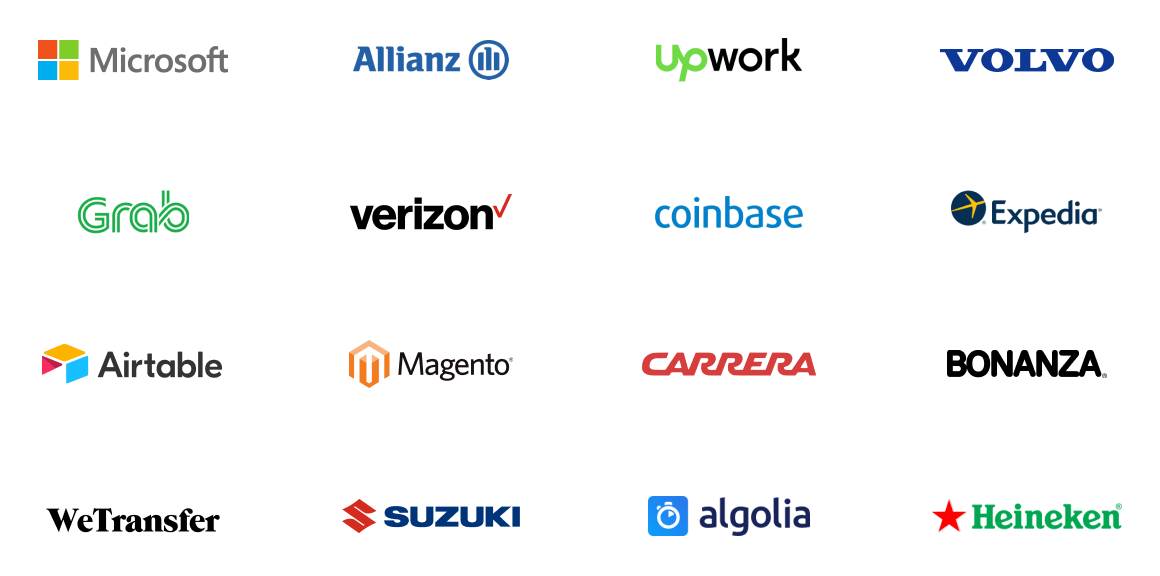 Microsoft Allianz upwork VOLVO
Grab verizon coinbase Expedia®
Airtable Magento® CARRERA BONANZA®
WeTransfer SUZUKI algolia Heineken®